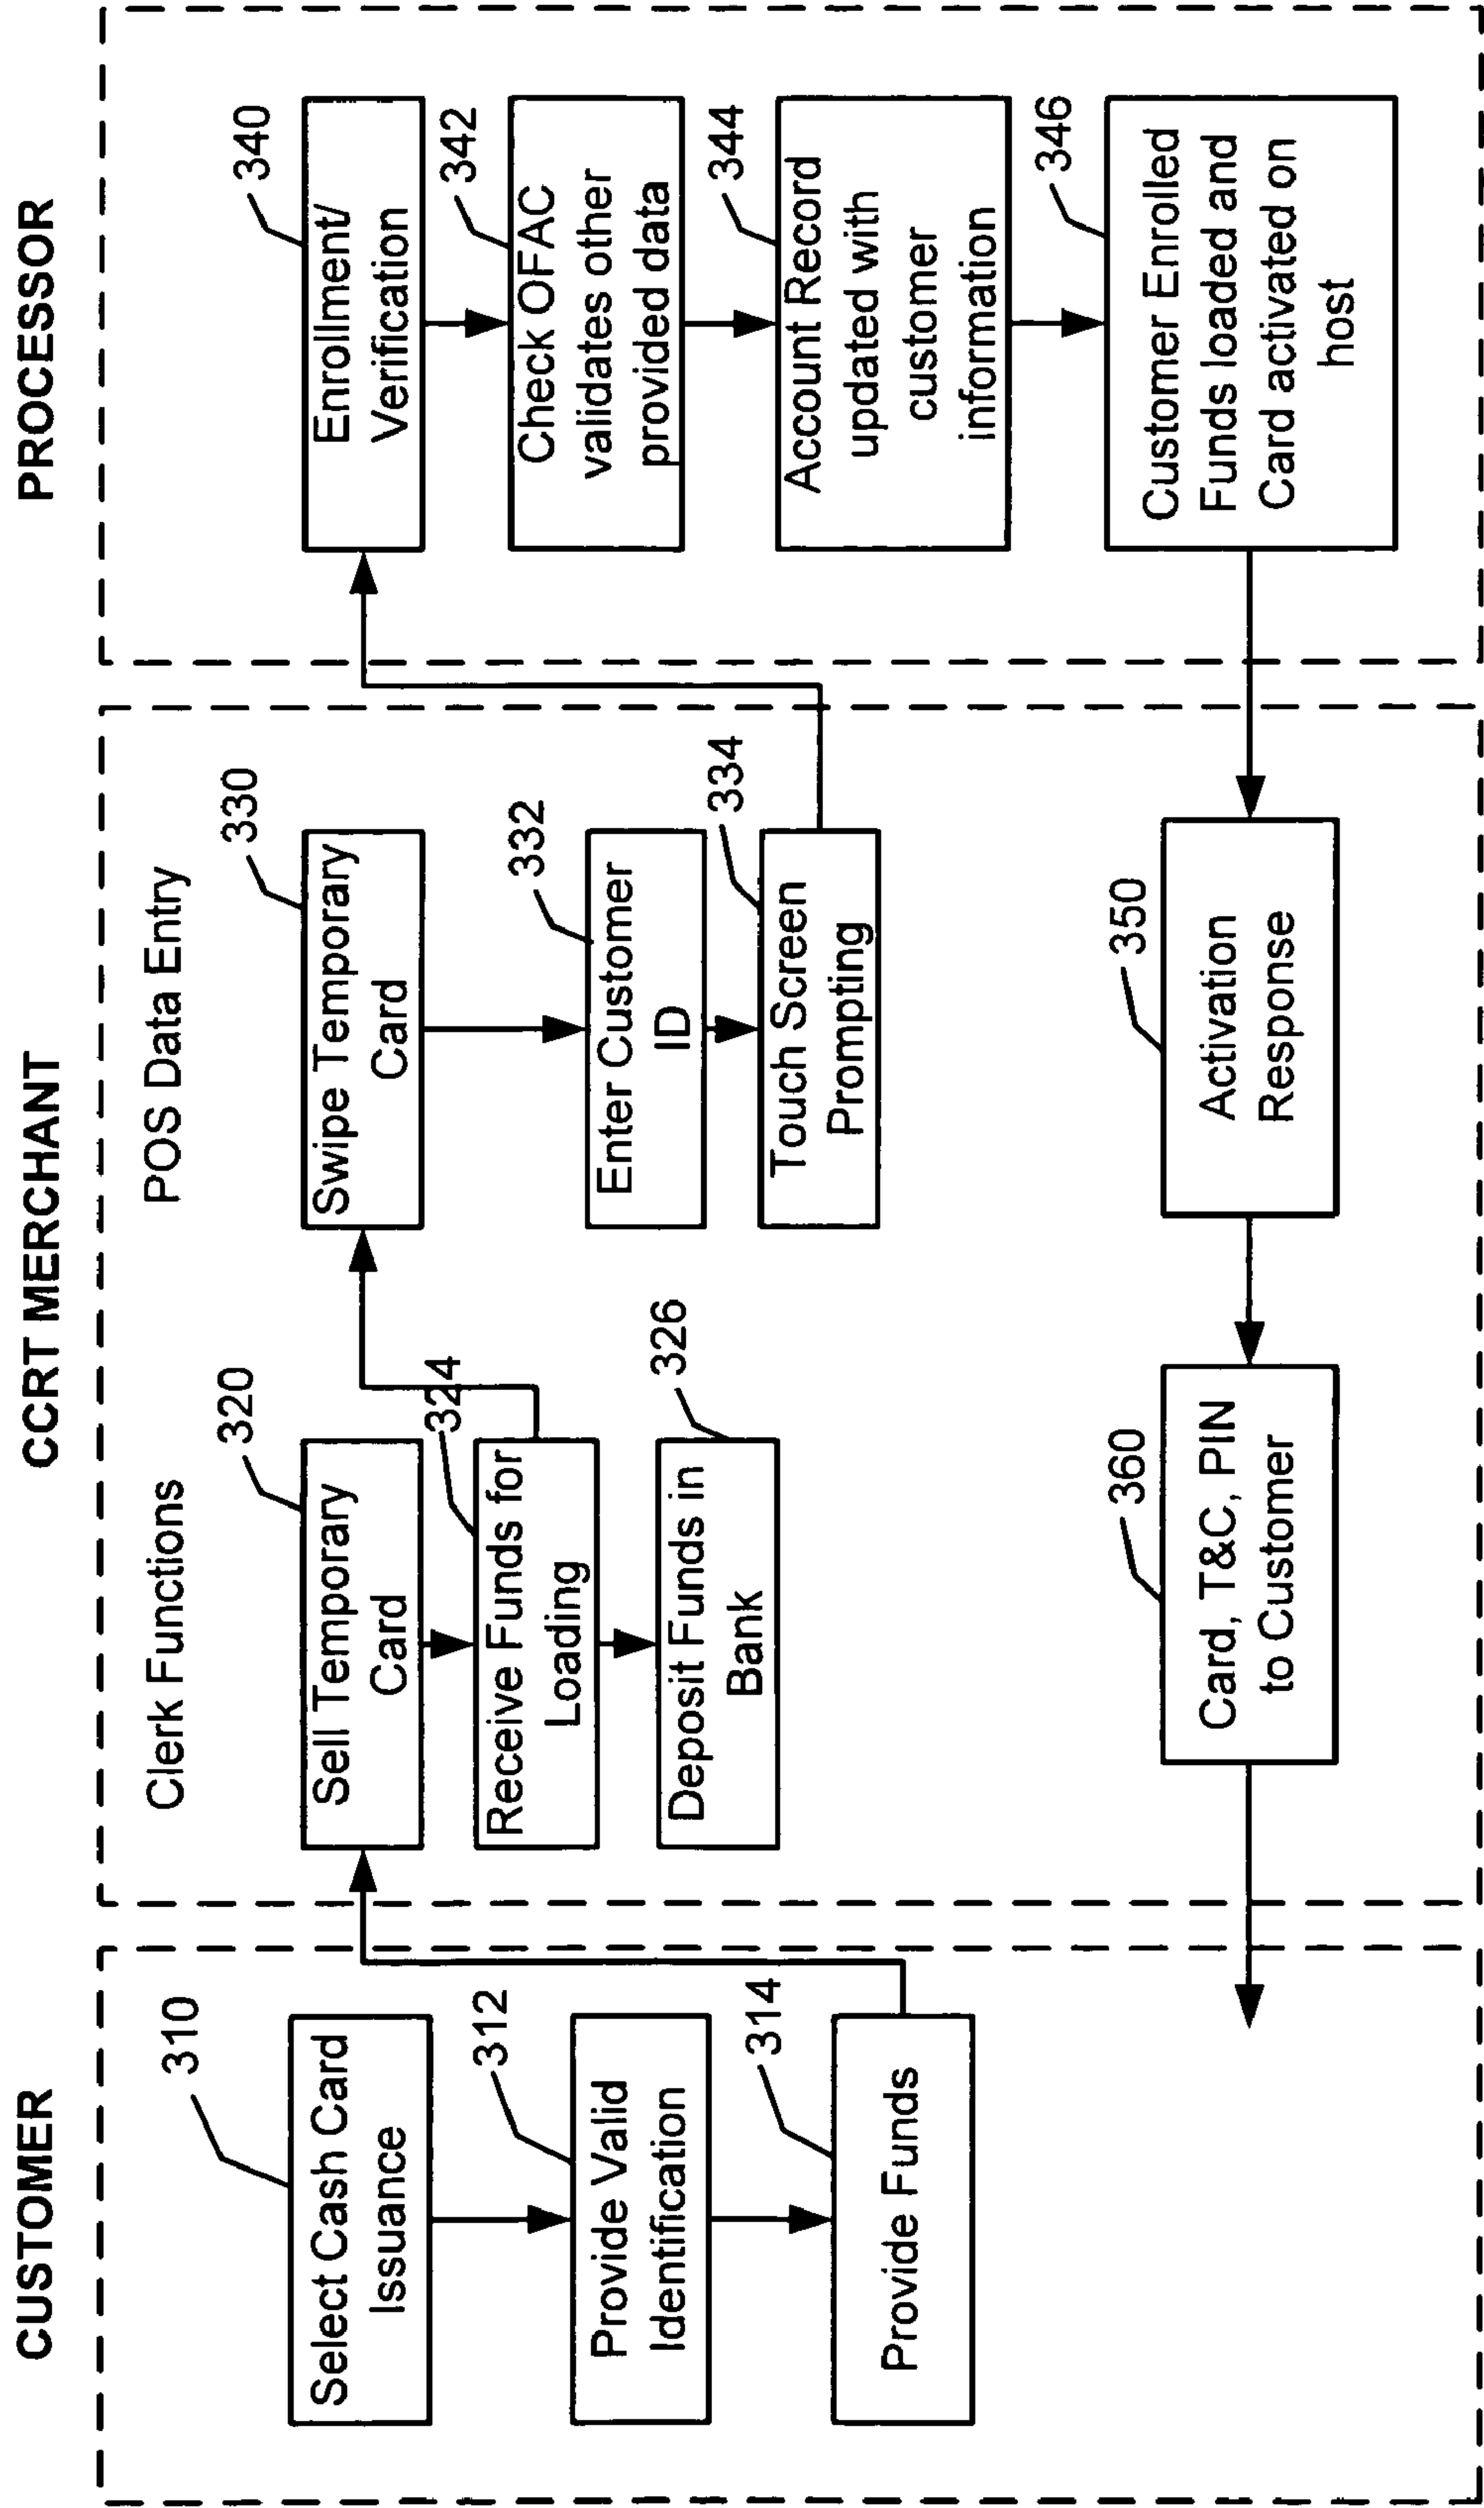 CUSTOMER
310
Select Cash Card
Issuance
312
Provide Valid
Identification
314
Provide Funds
CCRT MERCHANT
Clerk Functions
320
Sell Temporary
Card
324
Receive Funds for
Loading
326
Deposit Funds in
Bank
POS Data Entry
330
Swipe Temporary
Card
332
Enter Customer
ID
334
Touch Screen
Prompting
360
Card, T&C, PIN
to Customer
350
Activation
Response
PROCESSOR
340
Enrollment/
Verification
342
Check OFAC
validates other
provided data
344
Account Record
updated with
customer
information
346
Customer Enrolled
Funds loaded and
Card activated on
host